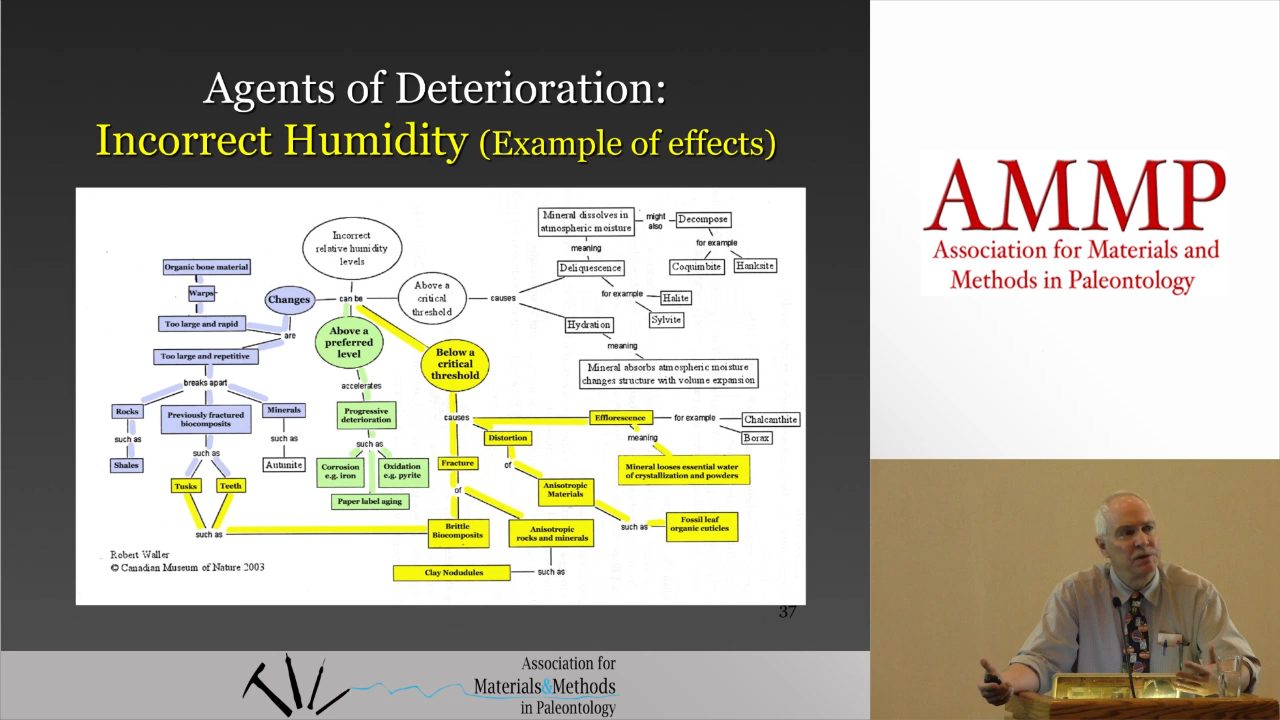 Agents of Deterioration:
Incorrect Humidity (Example of effects)
Incorrect
relative humidity
levels
can be
Changes
are
Too large and rapid
Warps
Organic bone material
Too large and repetitive
breaks apart
Rocks
such as
Shales
Previously fractured
biocomposits
such as
Tusks
Teeth
such as
Minerals
such as
Autunite
Above a
preferred
level
accelerates
Progressive
deterioration
such as
Corrosion
e.g. iron
Oxidation
e.g. pyrite
Paper label aging
Above a
critical
threshold
causes
Mineral dissolves in
atmospheric moisture
might
also
Decompose
for example
Coquimbite
Hanksite
meaning
Deliquescence
for example
Halite
Sylvite
Hydration
meaning
Mineral absorbs atmospheric moisture
changes structure with volume expansion
Below a
critical
threshold
causes
Efflorescence
for example
Chalcanthite
Borax
meaning
Mineral looses essential water
of crystallization and powders
Distortion
of
Anisotropic
Materials
such as
Fossil leaf
organic cuticles
Fracture
of
Brittle
Biocomposits
Anisotropic
rocks and minerals
such as
Clay Nodudules
Robert Waller
© Canadian Museum of Nature 2003
37
Association for
Materials&Methods
in Paleontology
AMMP
Association for Materials and
Methods in Paleontology